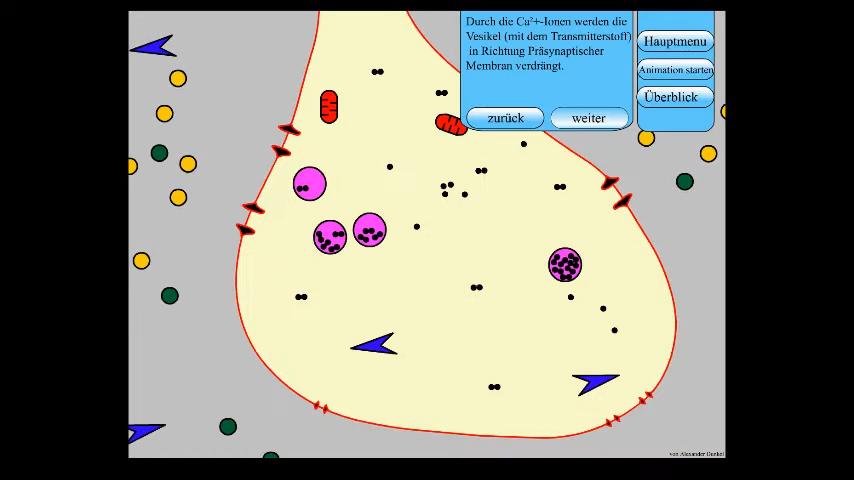 Durch die Ca²+-Ionen werden die
Vesikel (mit dem Transmitterstoff)
in Richtung Präsynaptischer
Membran verdrängt.
zurück
weiter
Hauptmenu
Animation starten
Überblick
von Alexander Dunkel